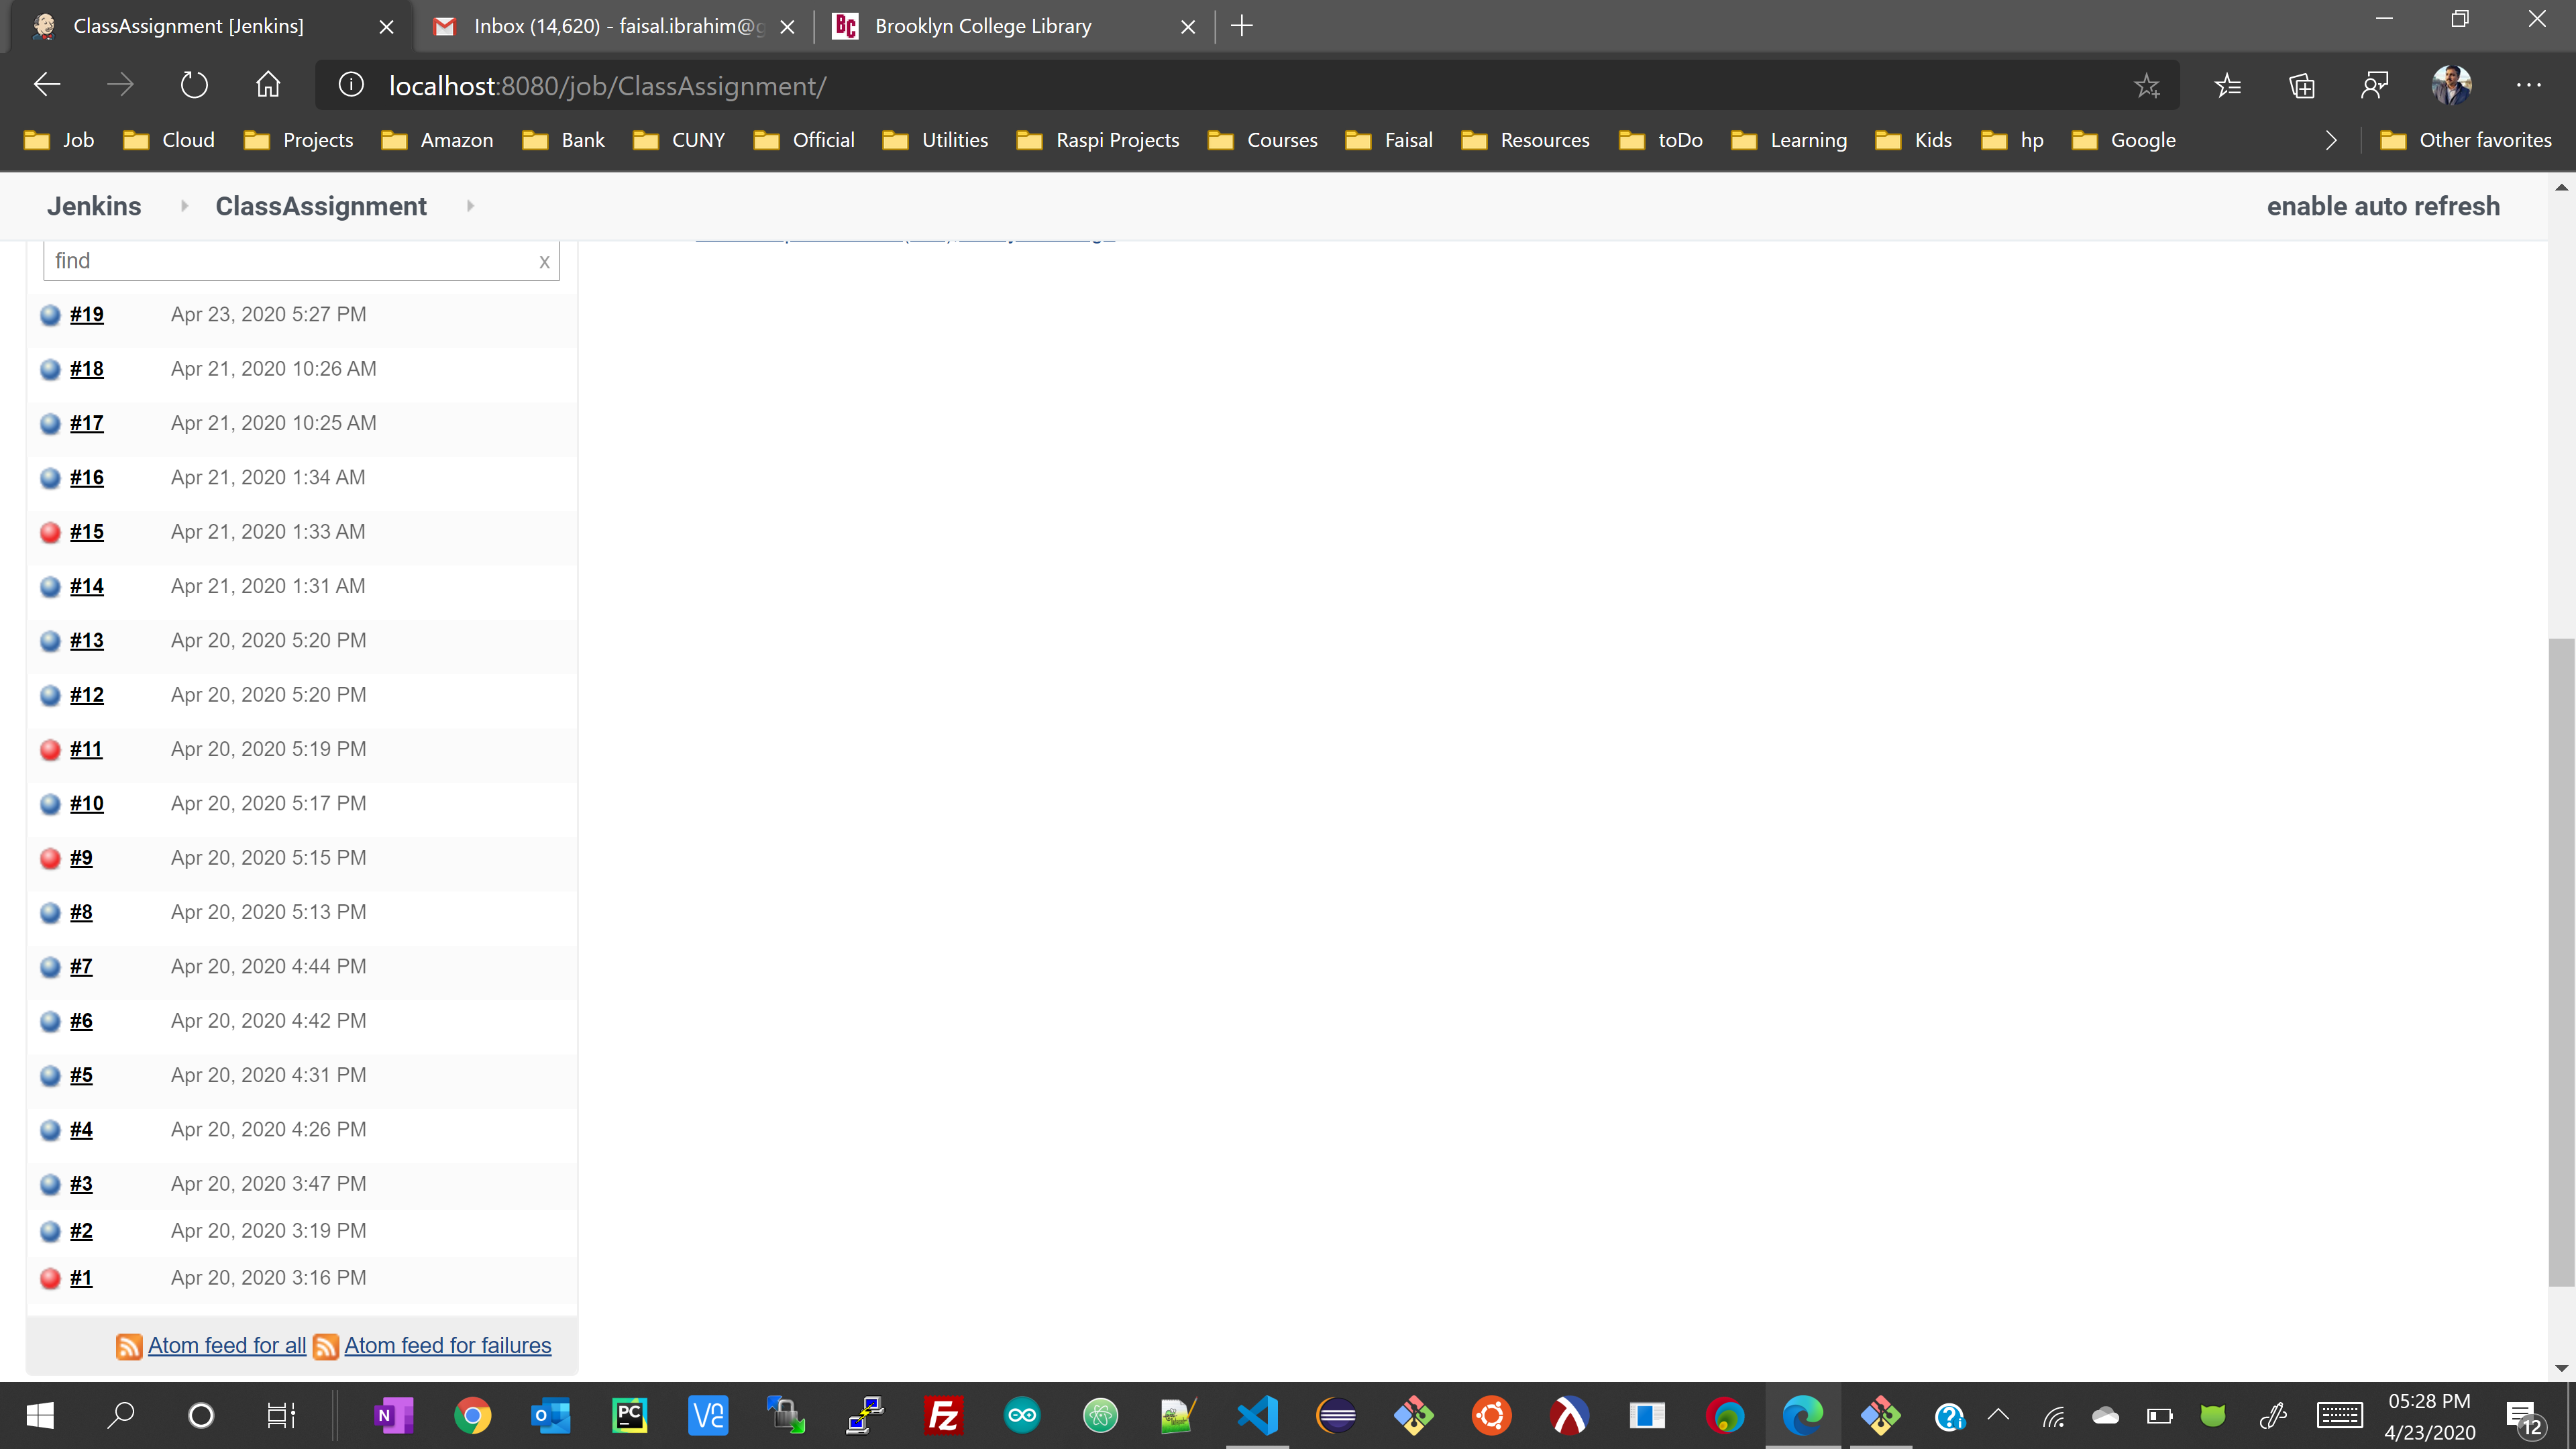 ClassAssignment [Jenkins]
Inbox (14,620) - faisal.ibrahim@g
BC Brooklyn College Library
localhost:8080/job/ClassAssignment/
Job Cloud Projects Amazon Bank CUNY Official Utilities Raspi Projects Courses Faisal Resources toDo Learning Kids hp Google Other favorites
Jenkins ClassAssignment enable auto refresh
find x
#19 Apr 23, 2020 5:27 PM
#18 Apr 21, 2020 10:26 AM
#17 Apr 21, 2020 10:25 AM
#16 Apr 21, 2020 1:34 AM
#15 Apr 21, 2020 1:33 AM
#14 Apr 21, 2020 1:31 AM
#13 Apr 20, 2020 5:20 PM
#12 Apr 20, 2020 5:20 PM
#11 Apr 20, 2020 5:19 PM
#10 Apr 20, 2020 5:17 PM
#9 Apr 20, 2020 5:15 PM
#8 Apr 20, 2020 5:13 PM
#7 Apr 20, 2020 4:44 PM
#6 Apr 20, 2020 4:42 PM
#5 Apr 20, 2020 4:31 PM
#4 Apr 20, 2020 4:26 PM
#3 Apr 20, 2020 3:47 PM
#2 Apr 20, 2020 3:19 PM
#1 Apr 20, 2020 3:16 PM
Atom feed for all Atom feed for failures
05:28 PM
4/23/2020
12